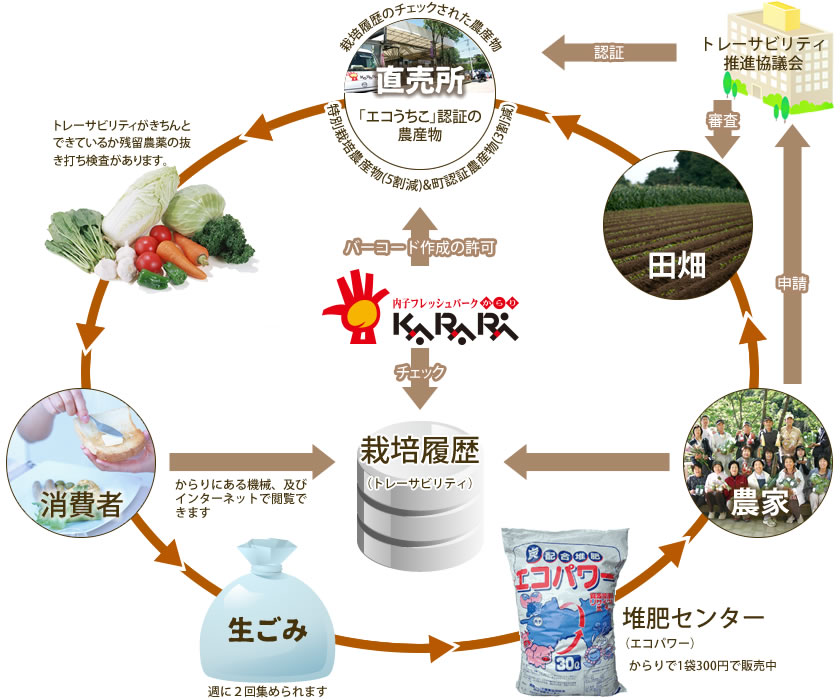 栽培履歴のチェックされた農産物
直売所
「エコうちこ」認証の
農産物
特別栽培農産物(5割減)&町認証農産物(3割減)
認証
トレーサビリティ
推進協議会
審査
申請
トレーサビリティがきちんと
できているか残留農薬の抜
き打ち検査があります。
田畑
バーコード作成の許可
内子フレッシュパークからり
KARARI
チェック
栽培履歴
(トレーサビリティ)
消費者
からりにある機械、及び
インターネットで閲覧で
きます
農家
生ごみ
週に2回集められます
炭配合堆肥
エコパワー
30ℓ
堆肥センター
(エコパワー)
からりで1袋300円で販売中